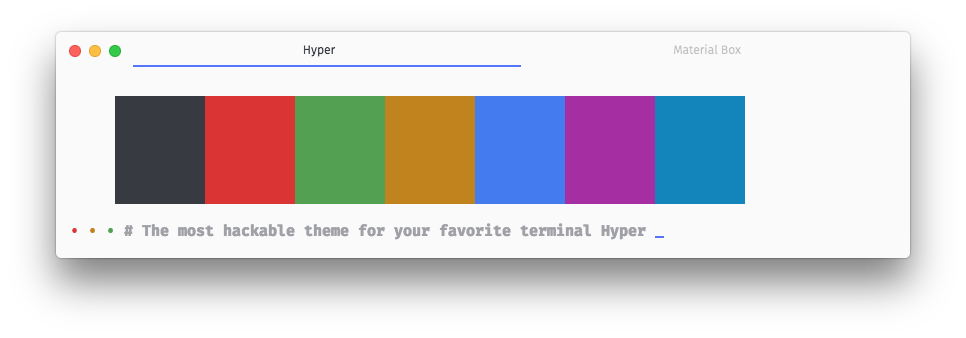 Hyper
Material Box
• • • # The most hackable theme for your favorite terminal Hyper _